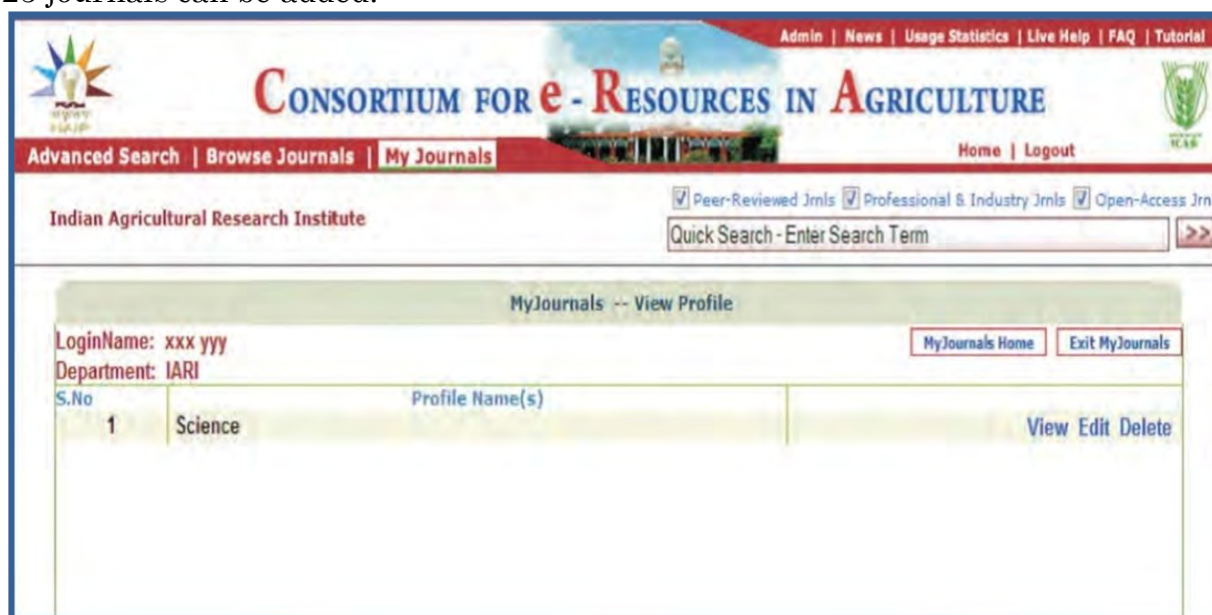 journals can be added.
Admin | News | Usage Statistics | Live Help | FAQ | Tutorial
CONSORTIUM FOR e - RESOURCES IN AGRICULTURE
NAIP
ICAR
Advanced Search | Browse Journals | My Journals
Home | Logout
Indian Agricultural Research Institute
Peer-Reviewed Jrnls Professional & Industry Jrnls Open-Access Jrn
Quick Search - Enter Search Term >>
MyJournals -- View Profile
LoginName: xxx yyy
MyJournals Home Exit MyJournals
Department: IARI
S.No Profile Name(s)
1 Science View Edit Delete